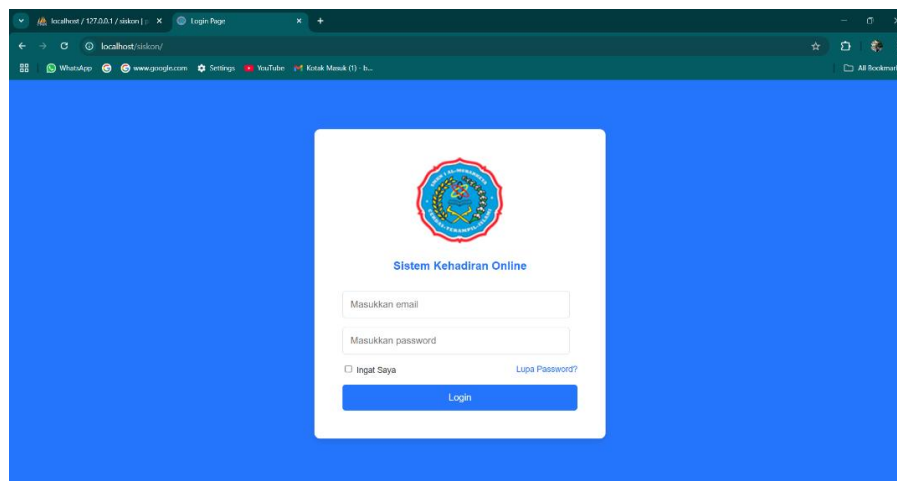 localhost / 127.0.0.1 / siskon | p
Login Page
localhost/siskon/
WhatsApp
www.google.com
Settings
YouTube
Kotak Masuk (1) - b...
All Bookmar
Sistem Kehadiran Online
Masukkan email
Masukkan password
Ingat Saya
Lupa Password?
Login